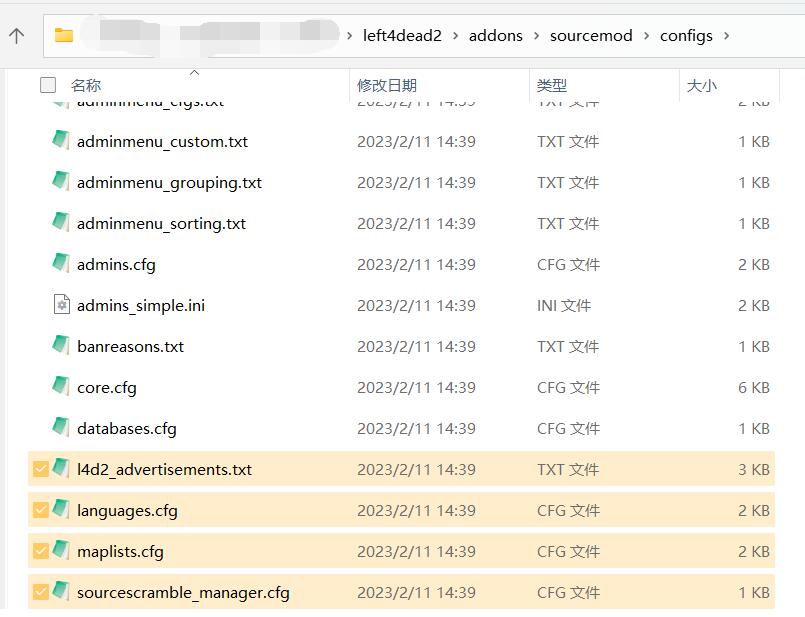 left4dead2 › addons › sourcemod › configs ›
名称 修改日期 类型 大小
adminmenu_cfgs.txt 2023/2/11 14:39 TXT 文件 2 KB
adminmenu_custom.txt 2023/2/11 14:39 TXT 文件 1 KB
adminmenu_grouping.txt 2023/2/11 14:39 TXT 文件 1 KB
adminmenu_sorting.txt 2023/2/11 14:39 TXT 文件 1 KB
admins.cfg 2023/2/11 14:39 CFG 文件 2 KB
admins_simple.ini 2023/2/11 14:39 INI 文件 2 KB
banreasons.txt 2023/2/11 14:39 TXT 文件 1 KB
core.cfg 2023/2/11 14:39 CFG 文件 6 KB
databases.cfg 2023/2/11 14:39 CFG 文件 1 KB
l4d2_advertisements.txt 2023/2/11 14:39 TXT 文件 3 KB
languages.cfg 2023/2/11 14:39 CFG 文件 2 KB
maplists.cfg 2023/2/11 14:39 CFG 文件 2 KB
sourcescramble_manager.cfg 2023/2/11 14:39 CFG 文件 1 KB